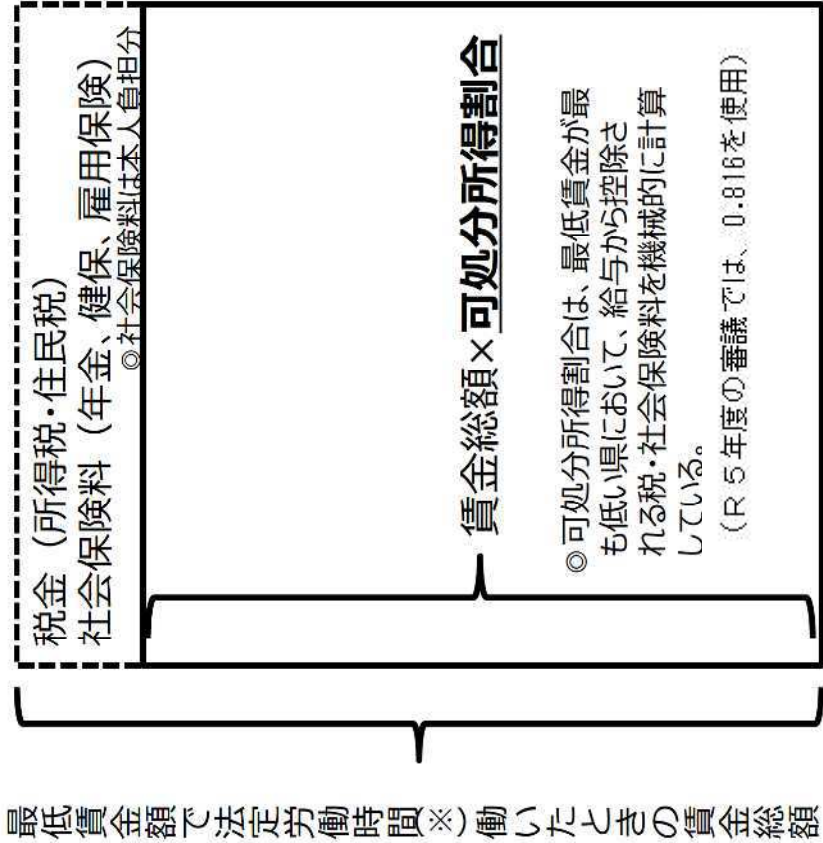 最低賃金額で法定労働時間(※)働いたときの賃金総額
税金（所得税・住民税）
社会保険料（年金、健保、雇用保険）
◎社会保険料は本人負担分
賃金総額×可処分所得割合
◎可処分所得割合は、最低賃金が最
も低い県において、給与から控除さ
れる税・社会保険料を機械的に計算
している。
（Ｒ５年度の審議では、0.816を使用）